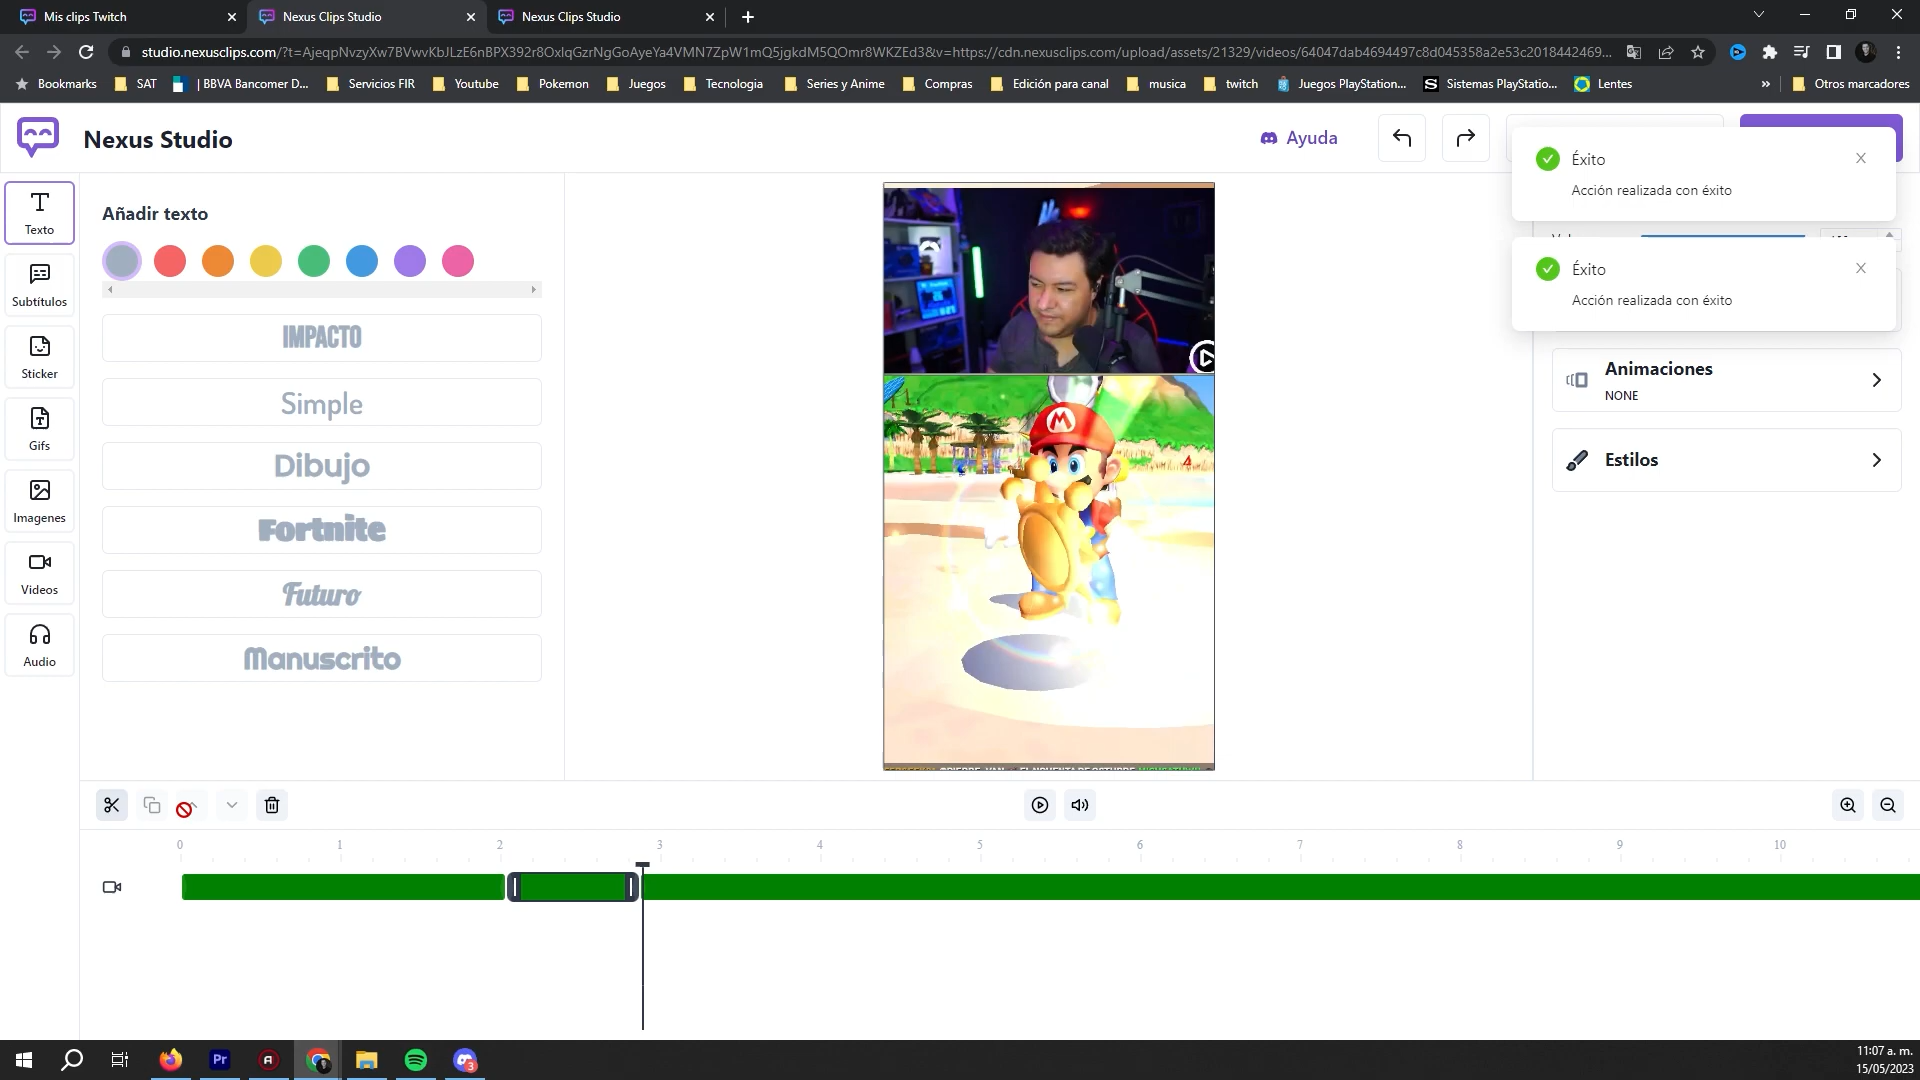 Mis clips Twitch
Nexus Clips Studio
Nexus Clips Studio
studio.nexusclips.com/?t=AjeqpNvzyXw7BVwvKbJLzE6nBPX392r8OxlqGzrNgGoAyeYa4VMN7ZpW1mQ5jgkdM5QOmr8WKZEd3&v=https://cdn.nexusclips.com/upload/assets/21329/videos/64047dab4694497c8d045358a2e53c2018442469...
Bookmarks
SAT
| BBVA Bancomer D...
Servicios FIR
Youtube
Pokemon
Juegos
Tecnologia
Series y Anime
Compras
Edición para canal
musica
twitch
Juegos PlayStation...
Sistemas PlayStatio...
Lentes
»
Otros marcadores
Nexus Studio
Ayuda
Éxito
Acción realizada con éxito
Éxito
Acción realizada con éxito
Texto
Subtítulos
Sticker
Gifs
Imagenes
Videos
Audio
Añadir texto
IMPACTO
Simple
Dibujo
Fortnite
Futuro
Manuscrito
M
Animaciones
NONE
Estilos
0 1 2 3 4 5 6 7 8 9 10
Pr
3
11:07 a. m.
15/05/2023